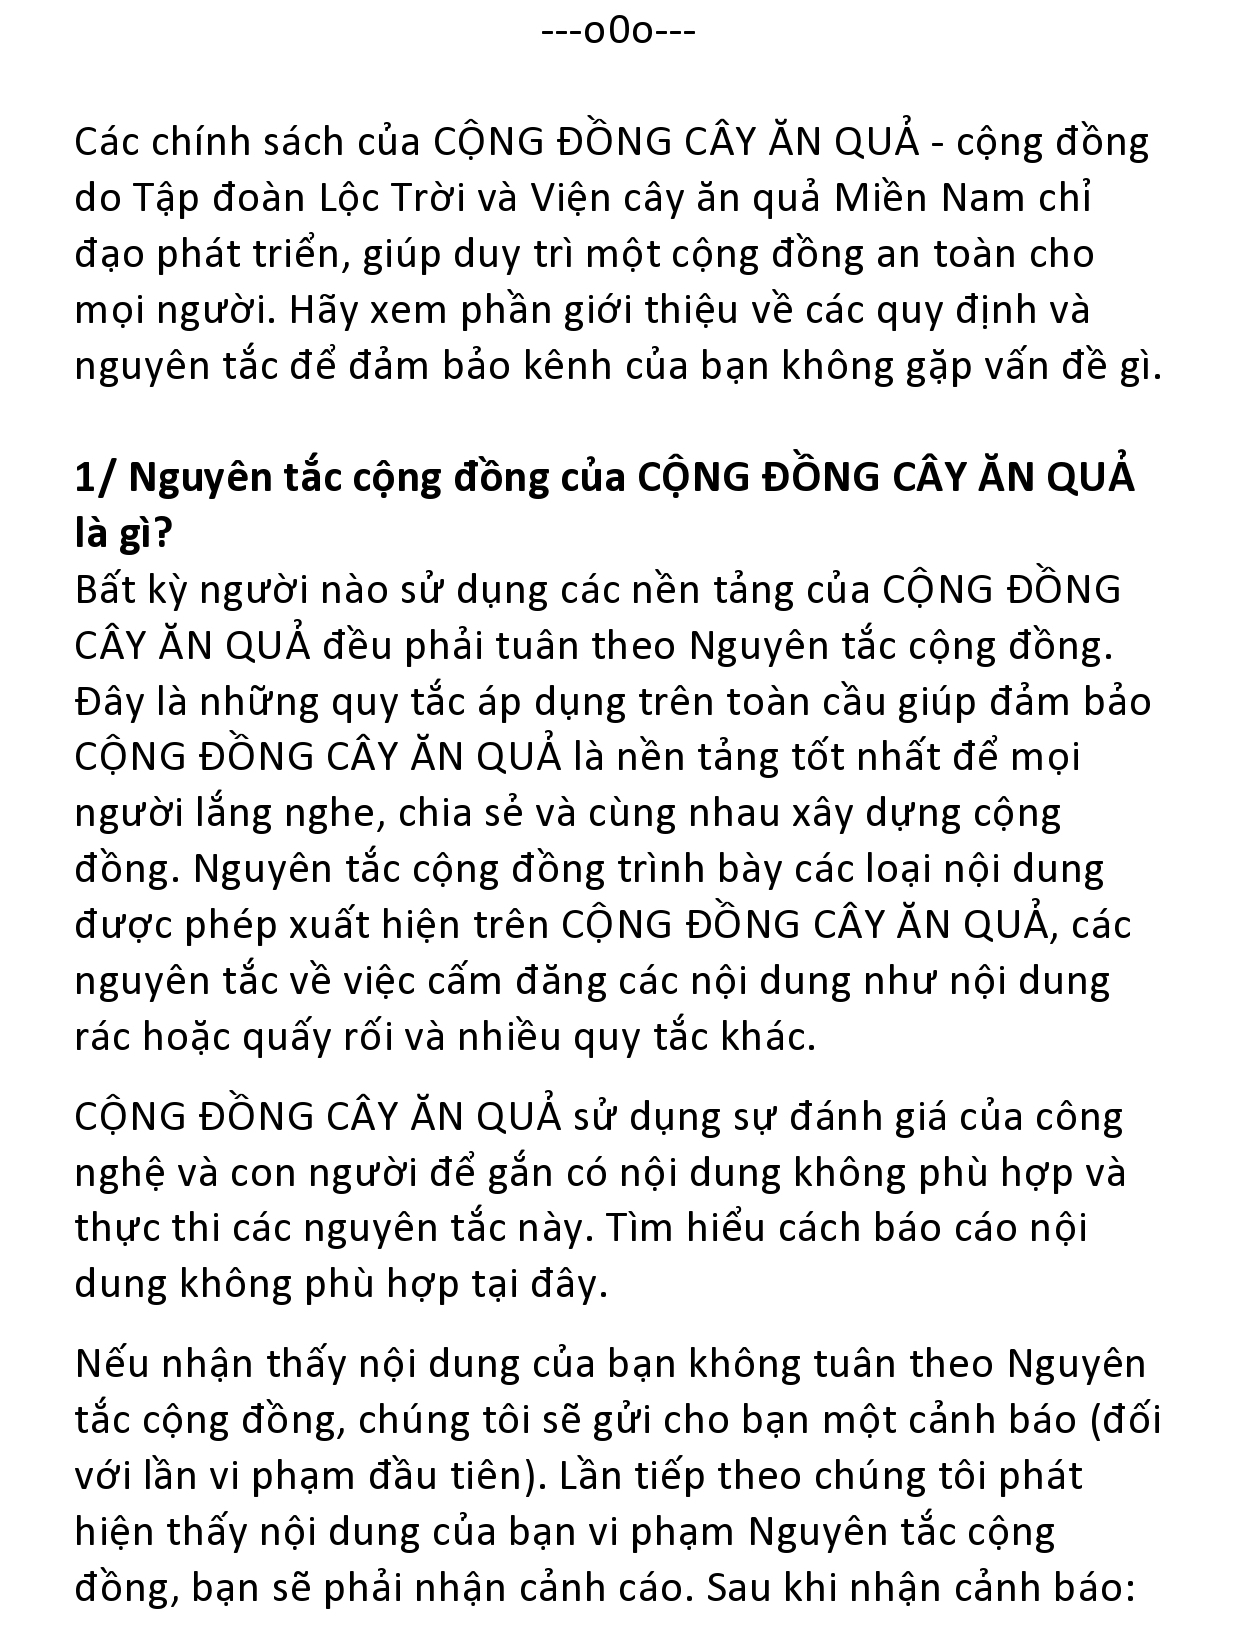 ---o0o---
Các chính sách của CỘNG ĐỒNG CÂY ĂN QUẢ - cộng đồng
do Tập đoàn Lộc Trời và Viện cây ăn quả Miền Nam chỉ
đạo phát triển, giúp duy trì một cộng đồng an toàn cho
mọi người. Hãy xem phần giới thiệu về các quy định và
nguyên tắc để đảm bảo kênh của bạn không gặp vấn đề gì.
1/ Nguyên tắc cộng đồng của CỘNG ĐỒNG CÂY ĂN QUẢ
là gì?
Bất kỳ người nào sử dụng các nền tảng của CỘNG ĐỒNG
CÂY ĂN QUẢ đều phải tuân theo Nguyên tắc cộng đồng.
Đây là những quy tắc áp dụng trên toàn cầu giúp đảm bảo
CỘNG ĐỒNG CÂY ĂN QUẢ là nền tảng tốt nhất để mọi
người lắng nghe, chia sẻ và cùng nhau xây dựng cộng
đồng. Nguyên tắc cộng đồng trình bày các loại nội dung
được phép xuất hiện trên CỘNG ĐỒNG CÂY ĂN QUẢ, các
nguyên tắc về việc cấm đăng các nội dung như nội dung
rác hoặc quấy rối và nhiều quy tắc khác.
CỘNG ĐỒNG CÂY ĂN QUẢ sử dụng sự đánh giá của công
nghệ và con người để gắn có nội dung không phù hợp và
thực thi các nguyên tắc này. Tìm hiểu cách báo cáo nội
dung không phù hợp tại đây.
Nếu nhận thấy nội dung của bạn không tuân theo Nguyên
tắc cộng đồng, chúng tôi sẽ gửi cho bạn một cảnh báo (đối
với lần vi phạm đầu tiên). Lần tiếp theo chúng tôi phát
hiện thấy nội dung của bạn vi phạm Nguyên tắc cộng
đồng, bạn sẽ phải nhận cảnh cáo. Sau khi nhận cảnh báo: